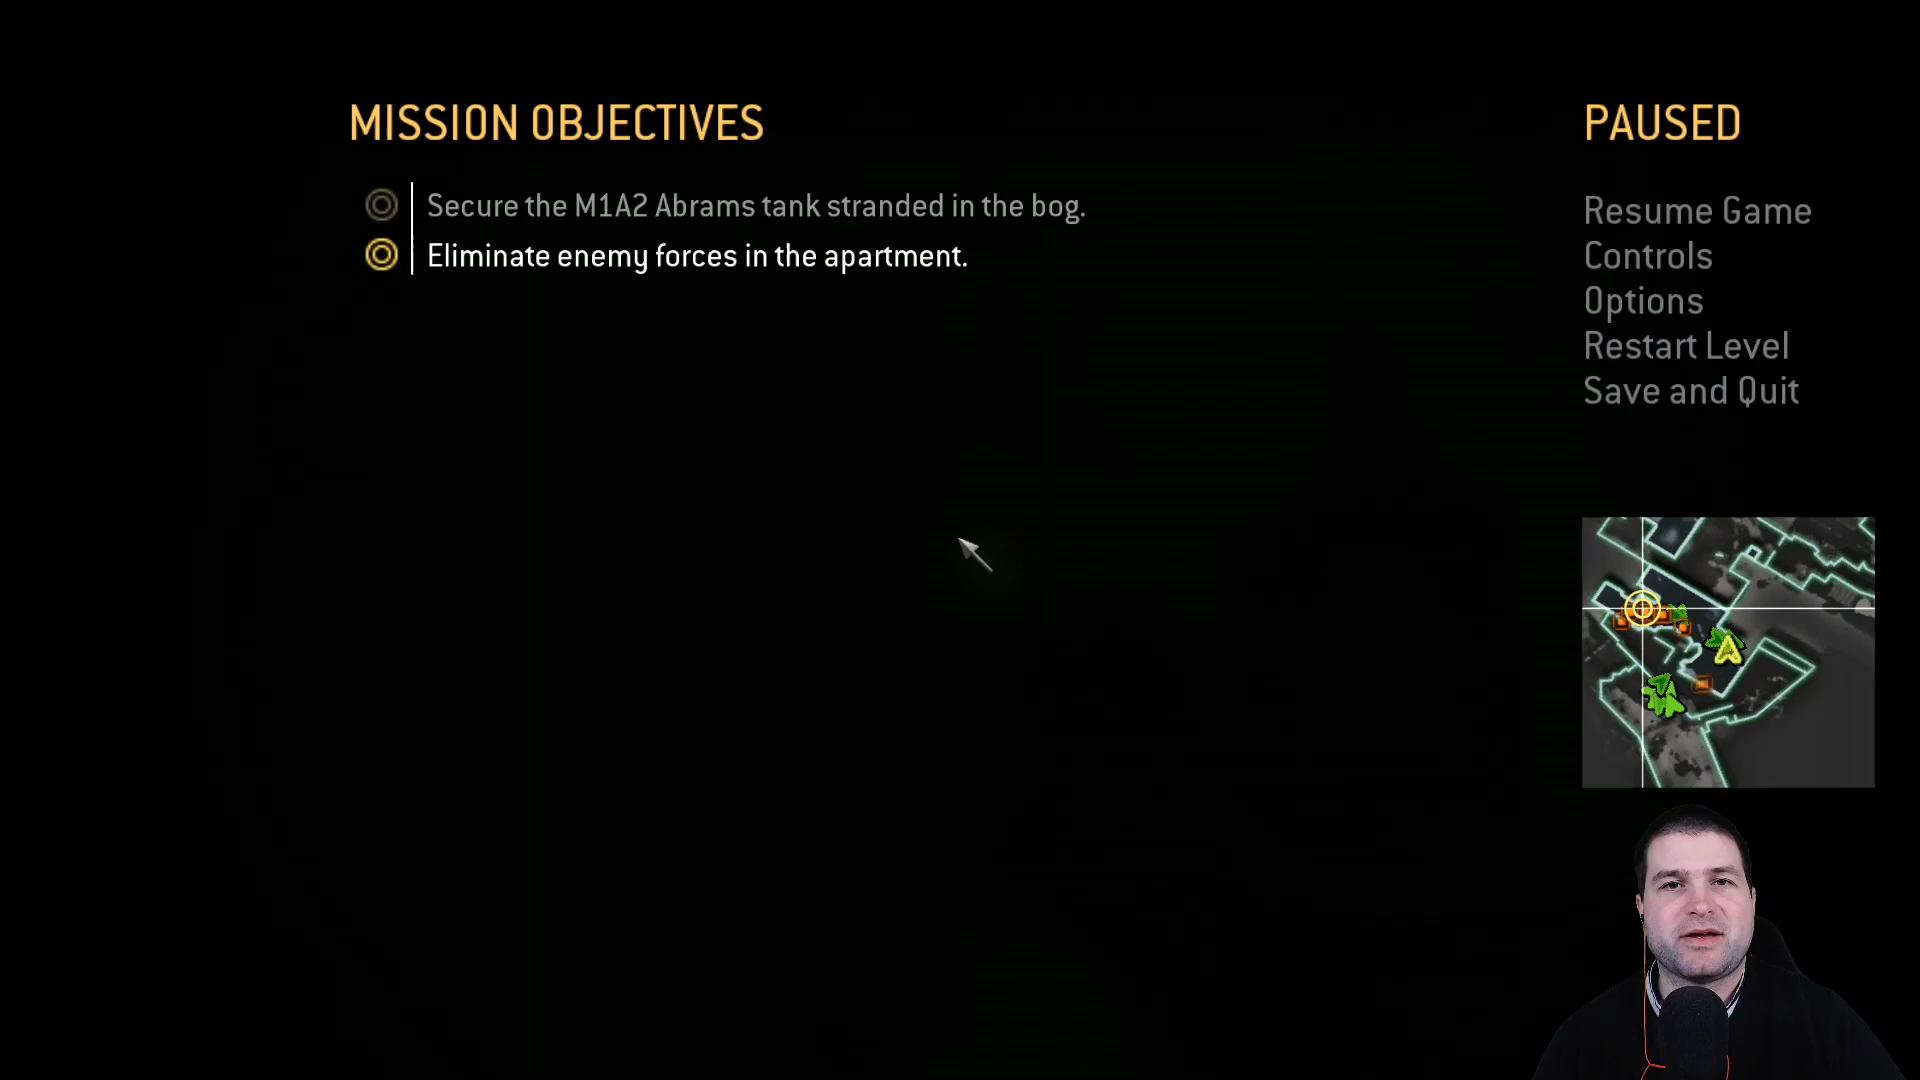 MISSION OBJECTIVES
Secure the M1A2 Abrams tank stranded in the bog.
Eliminate enemy forces in the apartment.
PAUSED
Resume Game
Controls
Options
Restart Level
Save and Quit